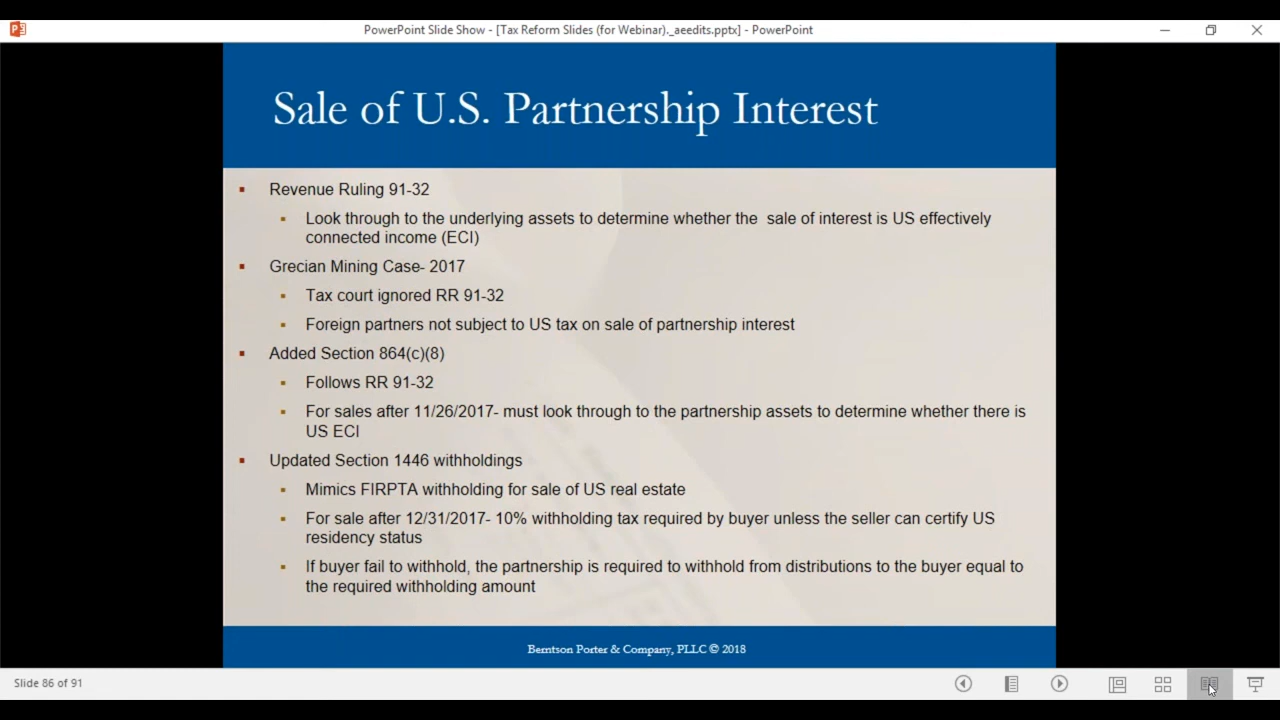 PowerPoint Slide Show - [Tax Reform Slides (for Webinar)._aeedits.pptx] - PowerPoint
Sale of U.S. Partnership Interest
Revenue Ruling 91-32
Look through to the underlying assets to determine whether the sale of interest is US effectively
connected income (ECI)
Grecian Mining Case- 2017
Tax court ignored RR 91-32
Foreign partners not subject to US tax on sale of partnership interest
Added Section 864(c)(8)
Follows RR 91-32
For sales after 11/26/2017- must look through to the partnership assets to determine whether there is
US ECI
Updated Section 1446 withholdings
Mimics FIRPTA withholding for sale of US real estate
For sale after 12/31/2017- 10% withholding tax required by buyer unless the seller can certify US
residency status
If buyer fail to withhold, the partnership is required to withhold from distributions to the buyer equal to
the required withholding amount
Berntson Porter & Company, PLLC © 2018
Slide 86 of 91